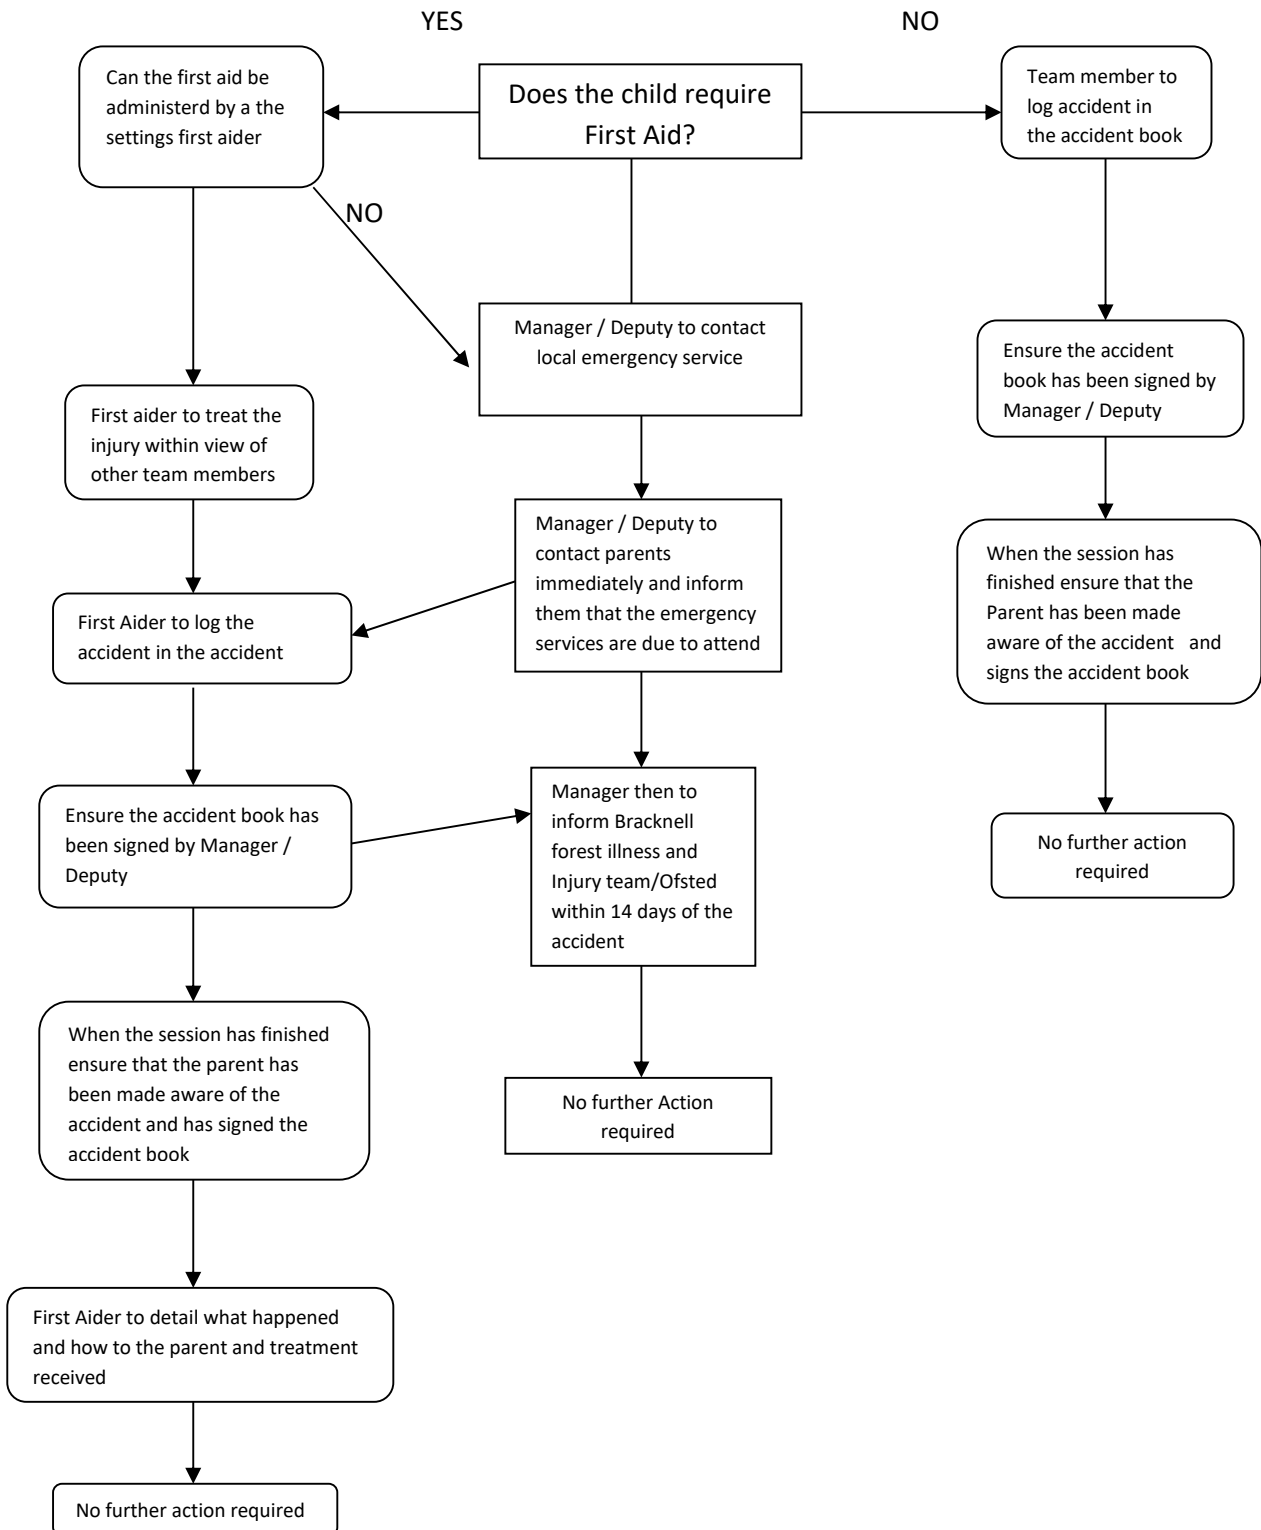 YES
NO
Can the first aid be
administerd by a the
settings first aider
Does the child require
First Aid?
Team member to
log accident in
the accident book
NO
Manager / Deputy to contact
local emergency service
Ensure the accident
book has been signed by
Manager / Deputy
First aider to treat the
injury within view of
other team members
Manager / Deputy to
contact parents
immediately and inform
them that the emergency
services are due to attend
When the session has
finished ensure that the
Parent has been made
aware of the accident   and
signs the accident book
First Aider to log the
accident in the accident
Ensure the accident book has
been signed by Manager /
Deputy
Manager then to
inform Bracknell
forest illness and
Injury team/Ofsted
within 14 days of the
accident
No further action
required
When the session has finished
ensure that the parent has
been made aware of the
accident and has signed the
accident book
No further Action
required
First Aider to detail what happened
and how to the parent and treatment
received
No further action required